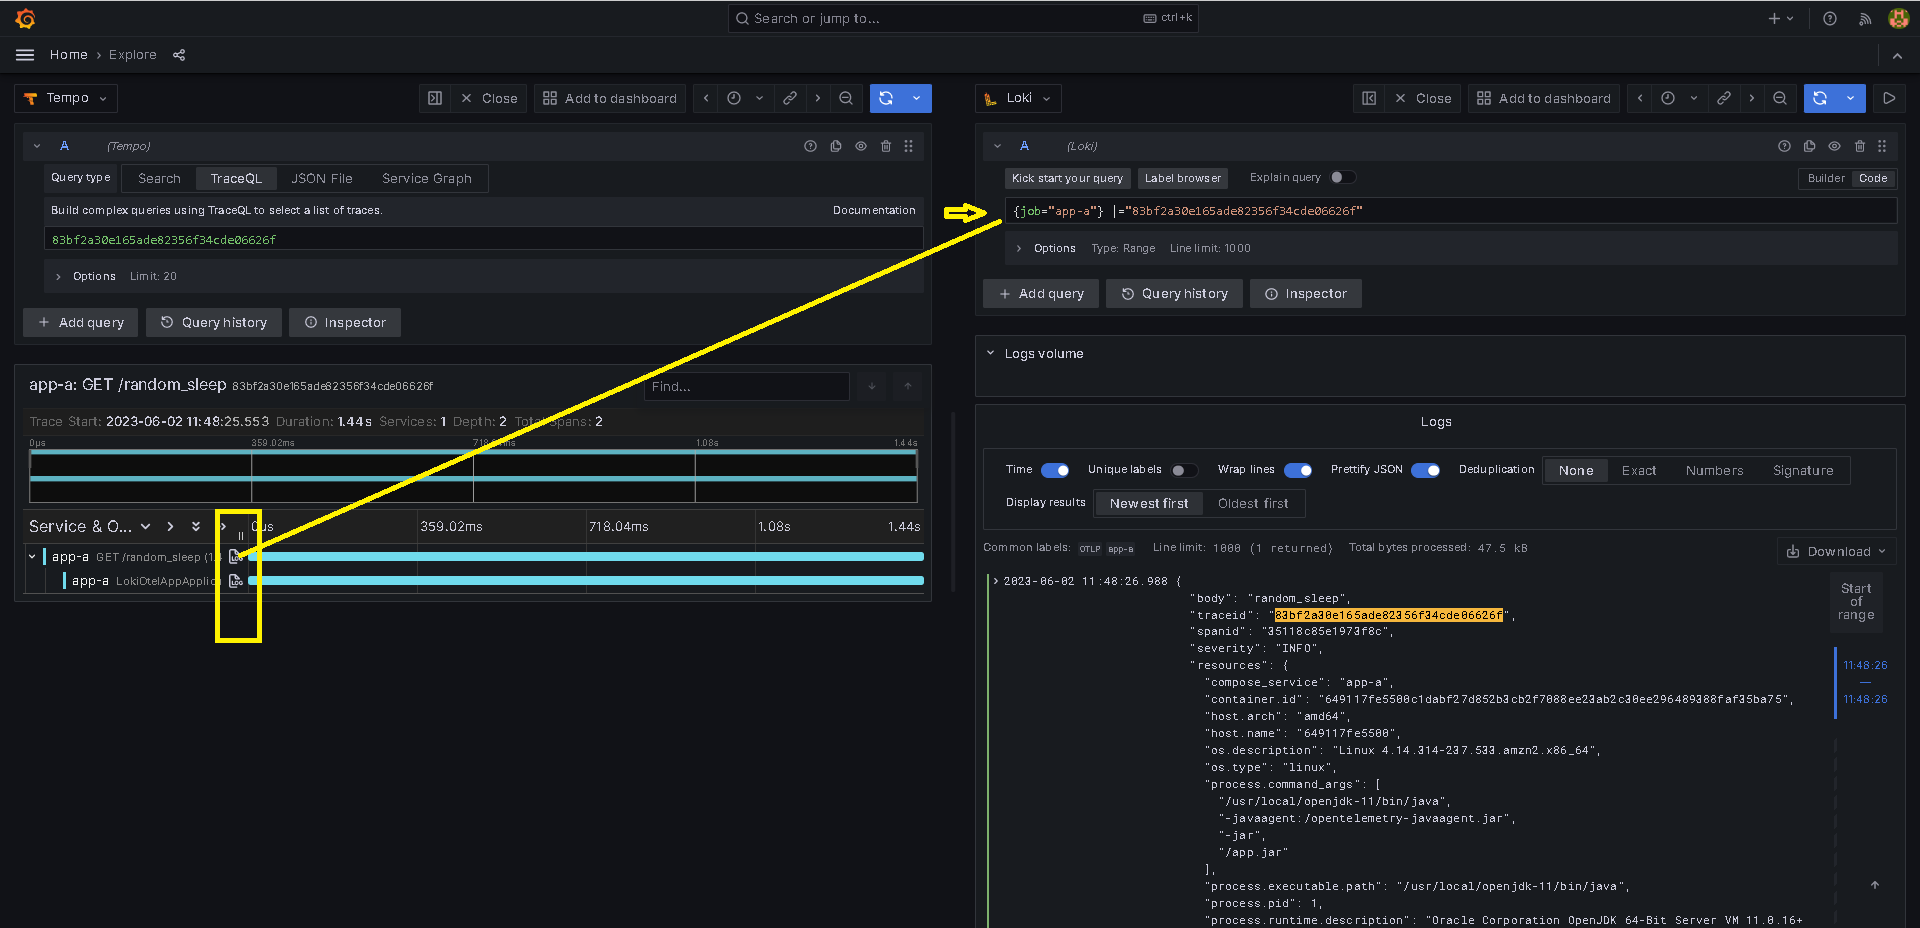 Search or jump to...
ctrl+k
Home > Explore
Tempo
Close
Add to dashboard
A (Tempo)
Query type
Search
TraceQL
JSON File
Service Graph
Build complex queries using TraceQL to select a list of traces.
Documentation
83bf2a30e165ade82356f34cde06626f
Options Limit: 20
+ Add query
Query history
Inspector
app-a: GET /random_sleep 83bf2a30e165ade82356f34cde06626f
Find...
Trace Start: 2023-06-02 11:48:25.553 Duration: 1.44s Services: 1 Depth: 2 Total Spans: 2
0μs 359.02ms 718.04ms 1.08s 1.44s
Service & O...
0μs 359.02ms 718.04ms 1.08s 1.44s
app-a GET /random_sleep
app-a LokiOtelAppApplic
Loki
Close
Add to dashboard
A (Loki)
Kick start your query
Label browser
Explain query
Builder
Code
{job="app-a"} |="83bf2a30e165ade82356f34cde06626f"
Options Type: Range Line limit: 1000
+ Add query
Query history
Inspector
Logs volume
Logs
Time
Unique labels
Wrap lines
Prettify JSON
Deduplication
None
Exact
Numbers
Signature
Display results
Newest first
Oldest first
Common labels: OTLP app-a Line limit: 1000 (1 returned) Total bytes processed: 47.5 kB
Download
2023-06-02 11:48:26.988 {
"body": "random_sleep",
"traceid": "83bf2a30e165ade82356f34cde06626f",
"spanid": "35118c85e1973f8c",
"severity": "INFO",
"resources": {
"compose_service": "app-a",
"container.id": "649117fe5500c1dabf27d852b3cb2f7088ee23ab2c30ee296489388faf35ba75",
"host.arch": "amd64",
"host.name": "649117fe5500",
"os.description": "Linux 4.14.314-237.533.amzn2.x86_64",
"os.type": "linux",
"process.command_args": [
"/usr/local/openjdk-11/bin/java",
"-javaagent:/opentelemetry-javaagent.jar",
"-jar",
"/app.jar"
],
"process.executable.path": "/usr/local/openjdk-11/bin/java",
"process.pid": 1,
"process.runtime.description": "Oracle Corporation OpenJDK 64-Bit Server VM 11.0.16+
Start
of
range
11:48:26
—
11:48:26